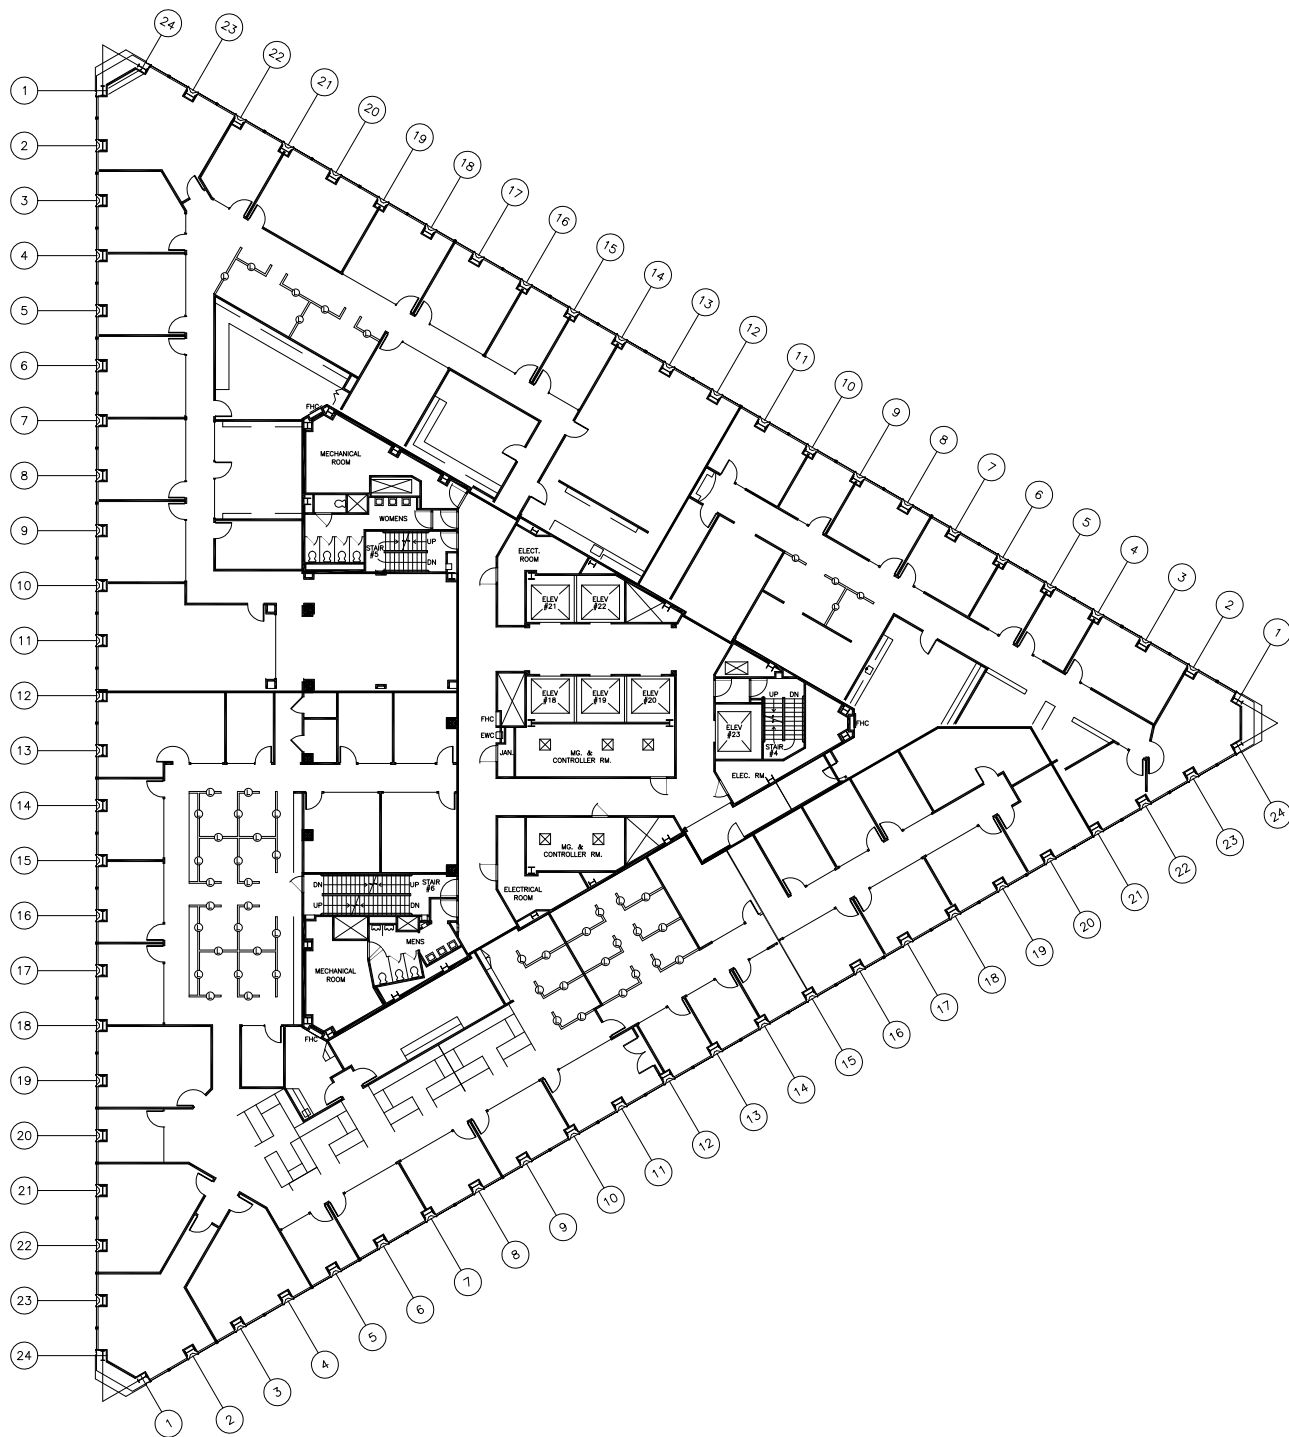 24
23
22
21
20
19
18
17
16
15
14
13
12
11
10
9
8
7
6
5
4
3
2
1
1
2
3
4
5
6
7
8
9
10
11
12
13
14
15
16
17
18
19
20
21
22
23
24
FHC
MECHANICAL
ROOM
WOMENS
STAIR
#5
UP
DN
ELECT.
ROOM
ELEV
#21
ELEV
#22
ELEV
#18
ELEV
#19
ELEV
#20
FHC
EWC
JAN.
MG. &
CONTROLLER RM.
UP
DN
ELEV
#23
STAIR
#4
FHC
ELEC. RM.
MG. &
CONTROLLER RM.
ELECTRICAL
ROOM
DN
UP
UP
DN
STAIR
#6
MENS
MECHANICAL
ROOM
FHC
24
23
22
21
20
19
18
17
16
15
14
13
12
11
10
9
8
7
6
5
4
3
2
1